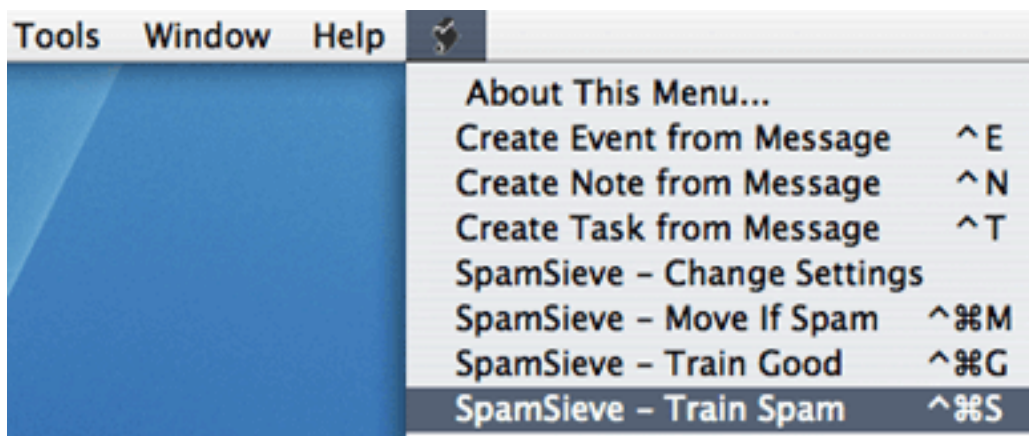 Tools Window Help
About This Menu...
Create Event from Message ^E
Create Note from Message ^N
Create Task from Message ^T
SpamSieve – Change Settings
SpamSieve – Move If Spam ^⌘M
SpamSieve – Train Good ^⌘G
SpamSieve – Train Spam ^⌘S